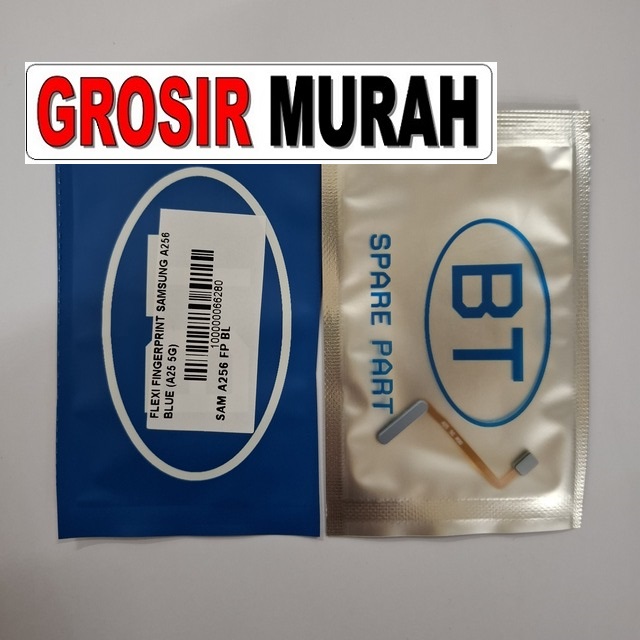 GROSIR MURAH
FLEXI FINGERPRINT SAMSUNG A256
BLUE (A25 5G)
100000066280
SAM A256 FP BL
BT
SPARE PART